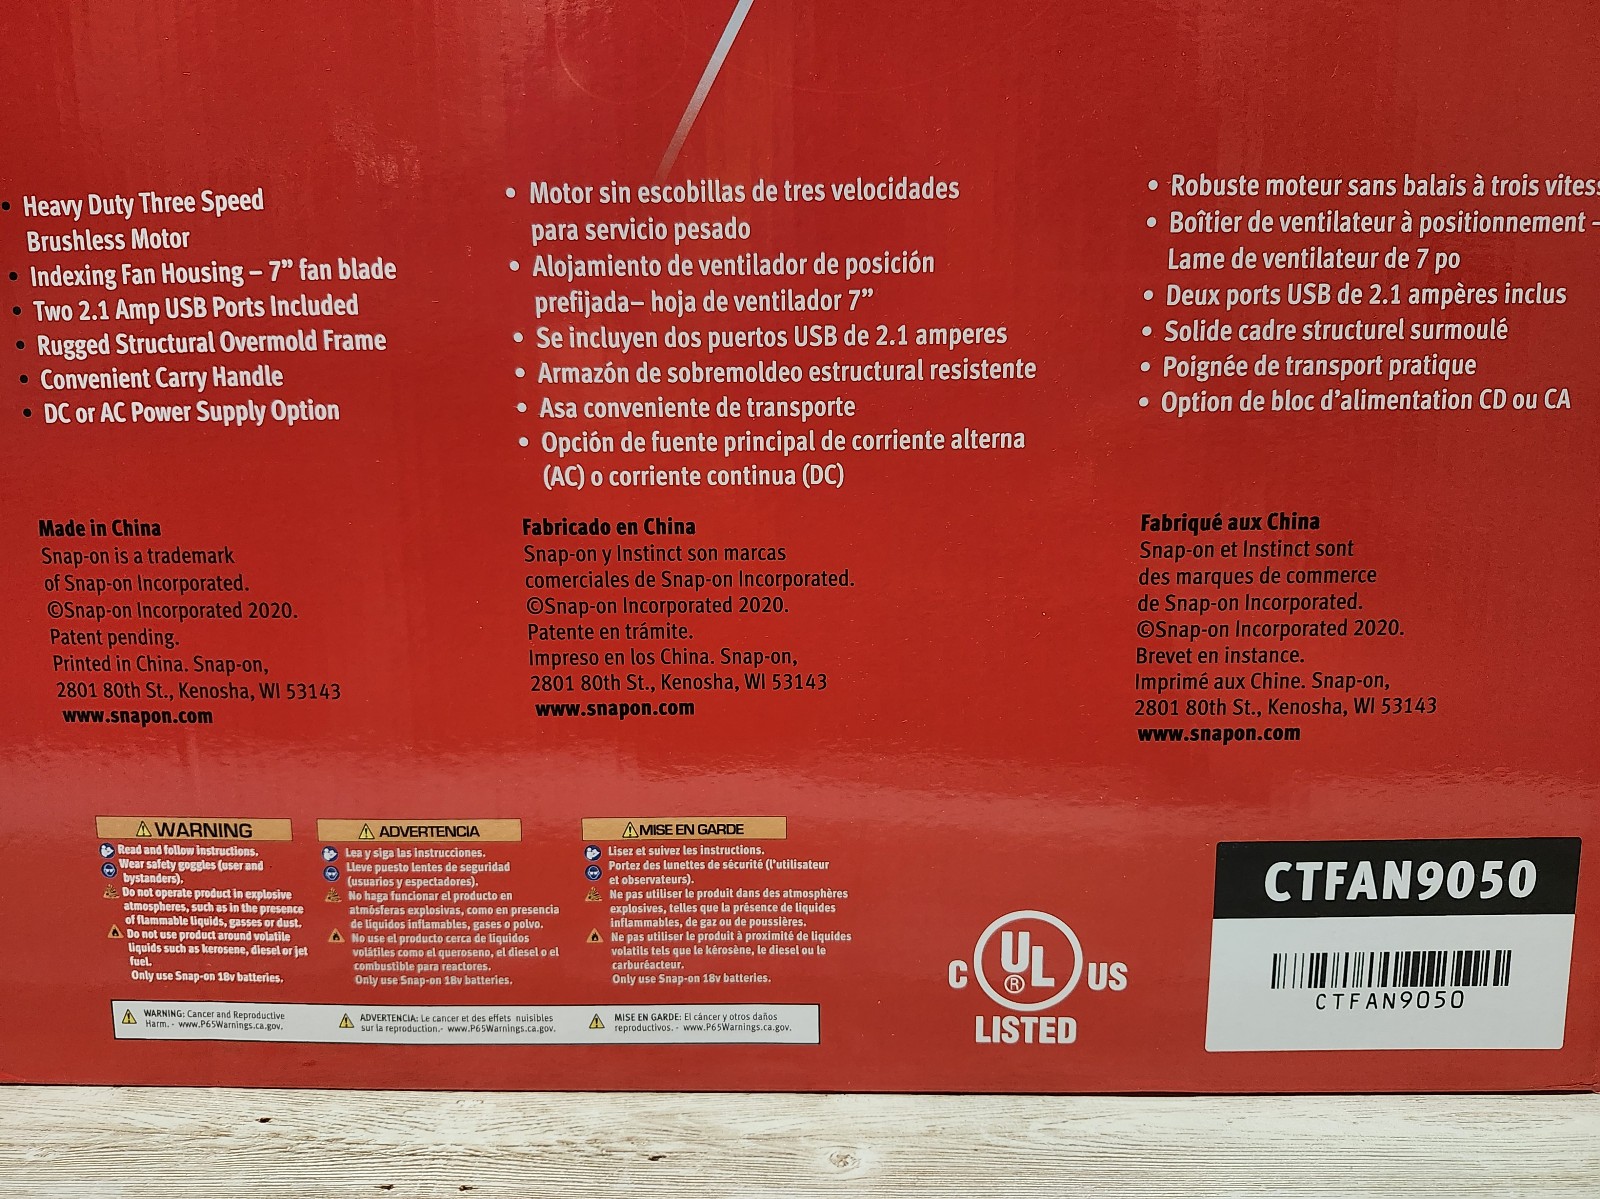 • Heavy Duty Three Speed
Brushless Motor
• Indexing Fan Housing – 7” fan blade
• Two 2.1 Amp USB Ports Included
• Rugged Structural Overmold Frame
• Convenient Carry Handle
• DC or AC Power Supply Option
• Motor sin escobillas de tres velocidades
para servicio pesado
• Alojamiento de ventilador de posición
prefijada– hoja de ventilador 7”
• Se incluyen dos puertos USB de 2.1 amperes
• Armazón de sobremoldeo estructural resistente
• Asa conveniente de transporte
• Opción de fuente principal de corriente alterna
(AC) o corriente continua (DC)
• Robuste moteur sans balais à trois vitess
• Boîtier de ventilateur à positionnement –
Lame de ventilateur de 7 po
• Deux ports USB de 2.1 ampères inclus
• Solide cadre structurel surmoulé
• Poignée de transport pratique
• Option de bloc d’alimentation CD ou CA
Made in China
Snap-on is a trademark
of Snap-on Incorporated.
©Snap-on Incorporated 2020.
Patent pending.
Printed in China. Snap-on,
2801 80th St., Kenosha, WI 53143
www.snapon.com
Fabricado en China
Snap-on y Instinct son marcas
comerciales de Snap-on Incorporated.
©Snap-on Incorporated 2020.
Patente en trámite.
Impreso en los China. Snap-on,
2801 80th St., Kenosha, WI 53143
www.snapon.com
Fabriqué aux China
Snap-on et Instinct sont
des marques de commerce
de Snap-on Incorporated.
©Snap-on Incorporated 2020.
Brevet en instance.
Imprimé aux Chine. Snap-on,
2801 80th St., Kenosha, WI 53143
www.snapon.com
WARNING
Read and follow instructions.
Wear safety goggles (user and
bystanders).
Do not operate product in explosive
atmospheres, such as in the presence
of flammable liquids, gasses or dust.
Do not use product around volatile
liquids such as kerosene, diesel or jet
fuel.
Only use Snap-on 18v batteries.
ADVERTENCIA
Lea y siga las instrucciones.
Lleve puesto lentes de seguridad
(usuarios y espectadores).
No haga funcionar el producto en
atmósferas explosivas, como en presencia
de líquidos inflamables, gases o polvo.
No use el producto cerca de líquidos
volátiles como el queroseno, el diesel o el
combustible para reactores.
Only use Snap-on 18v batteries.
MISE EN GARDE
Lisez et suivez les instructions.
Portez des lunettes de sécurité (l’utilisateur
et observateurs).
Ne pas utiliser le produit dans des atmosphères
explosives, telles que la présence de liquides
inflammables, de gaz ou de poussières.
Ne pas utiliser le produit à proximité de liquides
volatils tels que le kérosène, le diesel ou le
carburéacteur.
Only use Snap-on 18v batteries.
WARNING: Cancer and Reproductive
Harm. - www.P65Warnings.ca.gov.
ADVERTENCIA: Le cancer et des effets nuisibles
sur la reproduction.- www.P65Warnings.ca.gov.
MISE EN GARDE: El cáncer y otros daños
reproductivos. - www.P65Warnings.ca.gov.
C UL ® US
LISTED
CTFAN9050
CTFAN9050